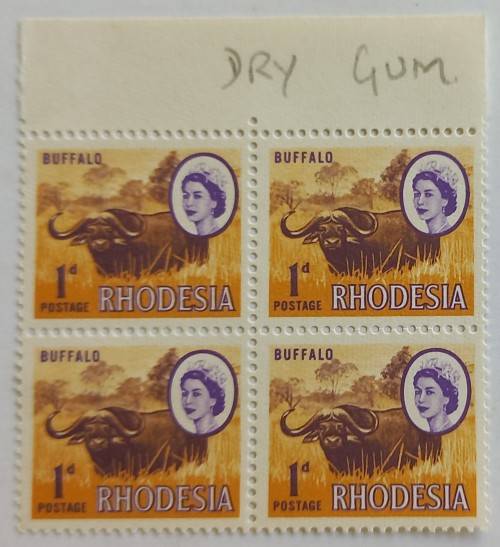 DRY GUM.
BUFFALO
1d
POSTAGE RHODESIA
BUFFALO
1d
POSTAGE RHODESIA
BUFFALO
1d
POSTAGE RHODESIA
BUFFALO
1d
POSTAGE RHODESIA